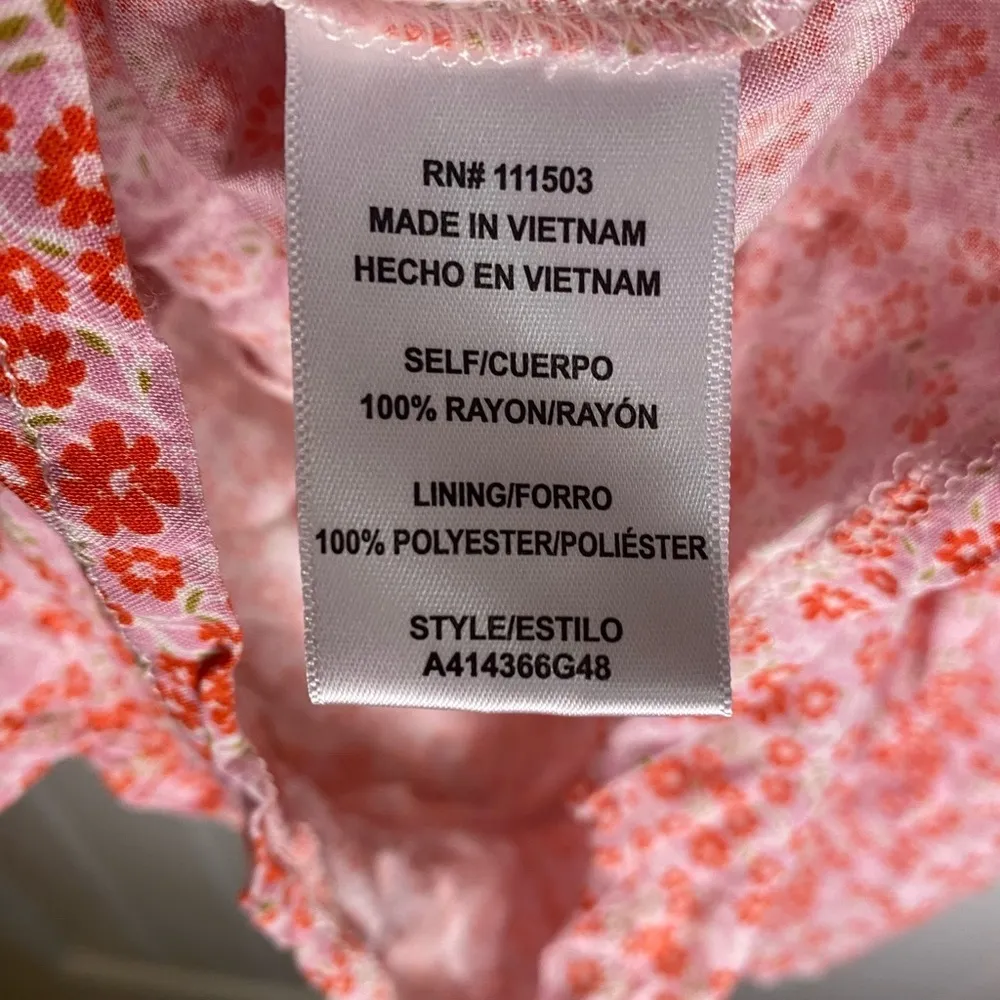 RN# 111503
MADE IN VIETNAM
HECHO EN VIETNAM
SELF/CUERPO
100% RAYON/RAYÓN
LINING/FORRO
100% POLYESTER/POLIÉSTER
STYLE/ESTILO
A414366G48